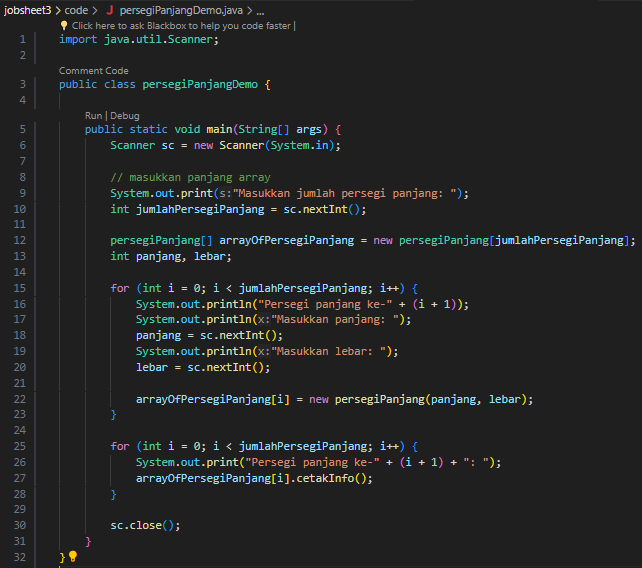 jobsheet3 > code > J persegiPanjangDemo.java > ...
Click here to ask Blackbox to help you code faster |
1 import java.util.Scanner;
2
Comment Code
3 public class persegiPanjangDemo {
4
Run | Debug
5 public static void main(String[] args) {
6 Scanner sc = new Scanner(System.in);
7
8 // masukkan panjang array
9 System.out.print(s:"Masukkan jumlah persegi panjang: ");
10 int jumlahPersegiPanjang = sc.nextInt();
11
12 persegiPanjang[] arrayOfPersegiPanjang = new persegiPanjang[jumlahPersegiPanjang];
13 int panjang, lebar;
14
15 for (int i = 0; i < jumlahPersegiPanjang; i++) {
16 System.out.println("Persegi panjang ke-" + (i + 1));
17 System.out.println(x:"Masukkan panjang: ");
18 panjang = sc.nextInt();
19 System.out.println(x:"Masukkan lebar: ");
20 lebar = sc.nextInt();
21
22 arrayOfPersegiPanjang[i] = new persegiPanjang(panjang, lebar);
23 }
24
25 for (int i = 0; i < jumlahPersegiPanjang; i++) {
26 System.out.print("Persegi panjang ke-" + (i + 1) + ": ");
27 arrayOfPersegiPanjang[i].cetakInfo();
28 }
29
30 sc.close();
31 }
32 }